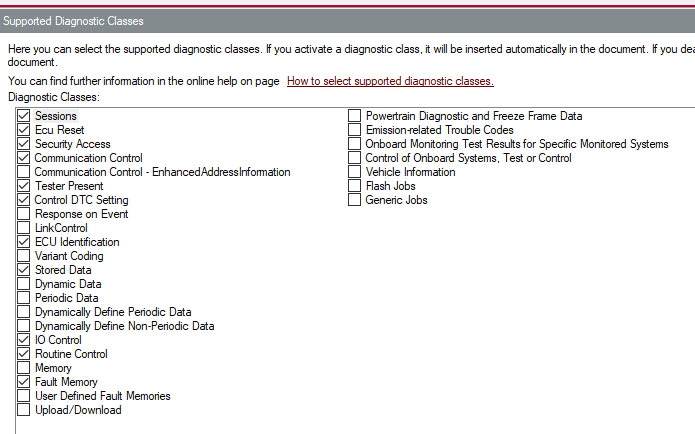 Supported Diagnostic Classes
Here you can select the supported diagnostic classes. If you activate a diagnostic class, it will be inserted automatically in the document. If you dea
document.
You can find further information in the online help on page How to select supported diagnostic classes.
Diagnostic Classes:
Sessions
Ecu Reset
Security Access
Communication Control
Communication Control - EnhancedAddressInformation
Tester Present
Control DTC Setting
Response on Event
LinkControl
ECU Identification
Variant Coding
Stored Data
Dynamic Data
Periodic Data
Dynamically Define Periodic Data
Dynamically Define Non-Periodic Data
IO Control
Routine Control
Memory
Fault Memory
User Defined Fault Memories
Upload/Download
Powertrain Diagnostic and Freeze Frame Data
Emission-related Trouble Codes
Onboard Monitoring Test Results for Specific Monitored Systems
Control of Onboard Systems, Test or Control
Vehicle Information
Flash Jobs
Generic Jobs